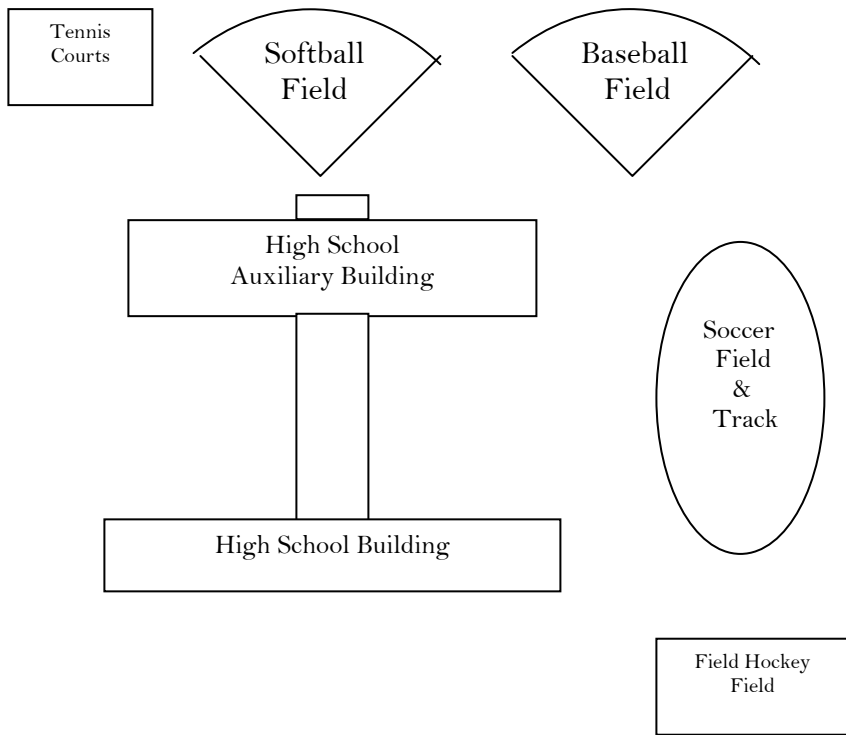 Tennis
Courts
Softball
Field
Baseball
Field
High School
Auxiliary Building
Soccer
Field
&
Track
High School Building
Field Hockey
Field